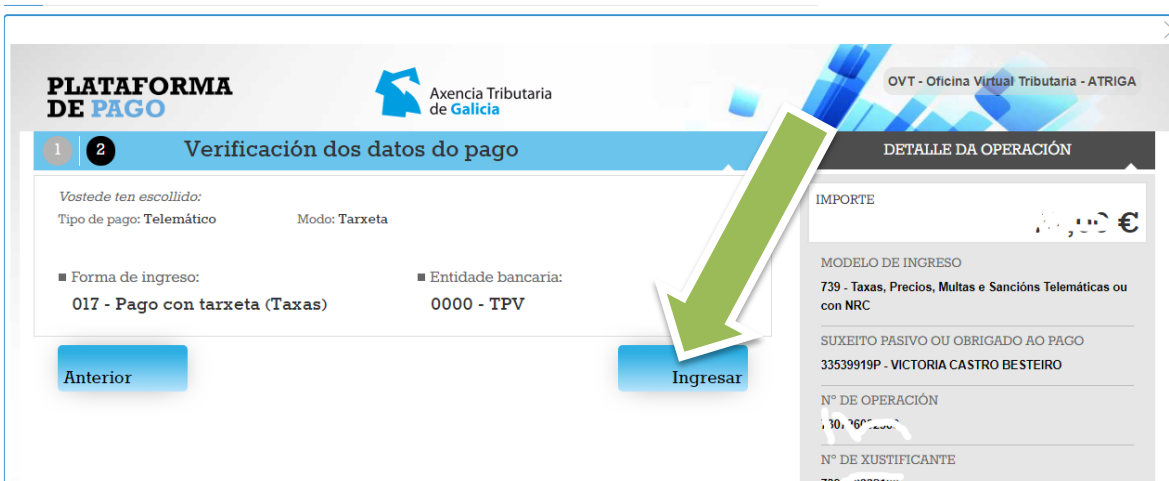 PLATAFORMA
DE PAGO
Axencia Tributaria
de Galicia
OVT - Oficina Virtual Tributaria - ATRIGA
1 2 Verificación dos datos do pago
Vostede ten escollido:
Tipo de pago: Telemático Modo: Tarxeta
Forma de ingreso: Entidade bancaria:
017 - Pago con tarxeta (Taxas) 0000 - TPV
Anterior Ingresar
DETALLE DA OPERACIÓN
IMPORTE
€
MODELO DE INGRESO
739 - Taxas, Precios, Multas e Sancións Telemáticas ou
con NRC
SUXEITO PASIVO OU OBRIGADO AO PAGO
33539919P - VICTORIA CASTRO BESTEIRO
Nº DE OPERACIÓN
Nº DE XUSTIFICANTE